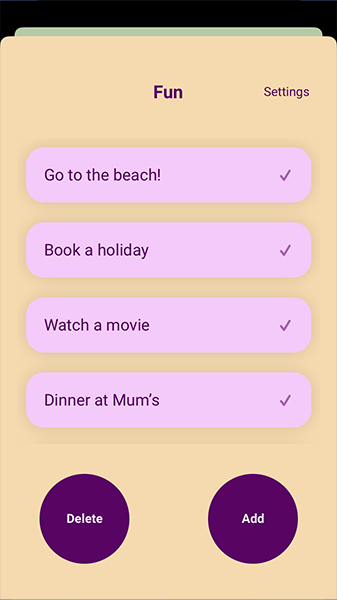 Fun
Settings
Go to the beach!
Book a holiday
Watch a movie
Dinner at Mum’s
Delete
Add